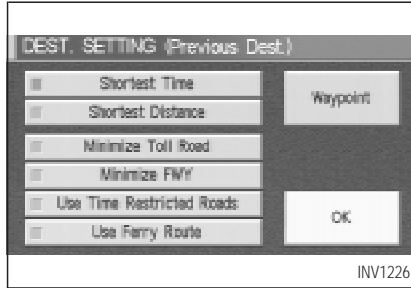 DEST. SETTING (Previous Dest.)
Shortest Time
Shortest Distance
Minimize Toll Road
Minimize FWY
Use Time Restricted Roads
Use Ferry Route
Waypoint
OK
INV1226